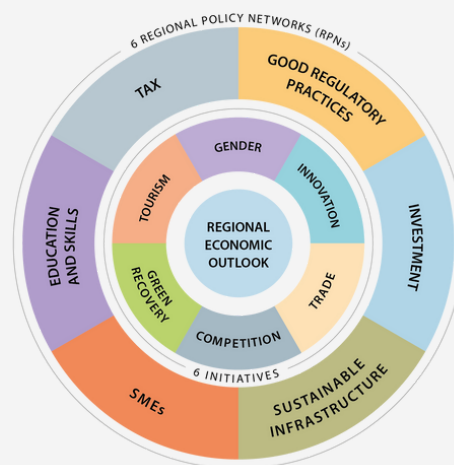 6 REGIONAL POLICY NETWORKS (RPNs)
TAX
GOOD REGULATORY
PRACTICES
INVESTMENT
SUSTAINABLE
INFRASTRUCTURE
SMEs
EDUCATION
AND SKILLS
GENDER
INNOVATION
TRADE
COMPETITION
GREEN
RECOVERY
TOURISM
REGIONAL
ECONOMIC
OUTLOOK
6 INITIATIVES